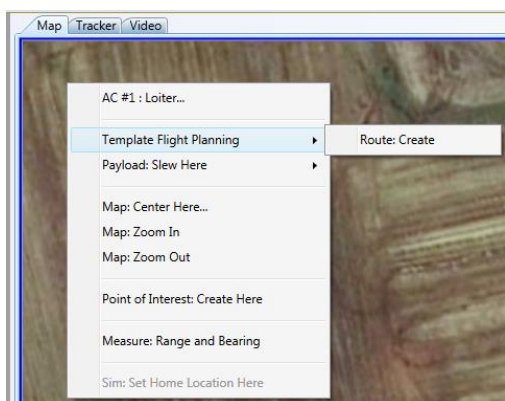 Map Tracker Video
AC #1 : Loiter...
Template Flight Planning
Route: Create
Payload: Slew Here
Map: Center Here...
Map: Zoom In
Map: Zoom Out
Point of Interest: Create Here
Measure: Range and Bearing
Sim: Set Home Location Here